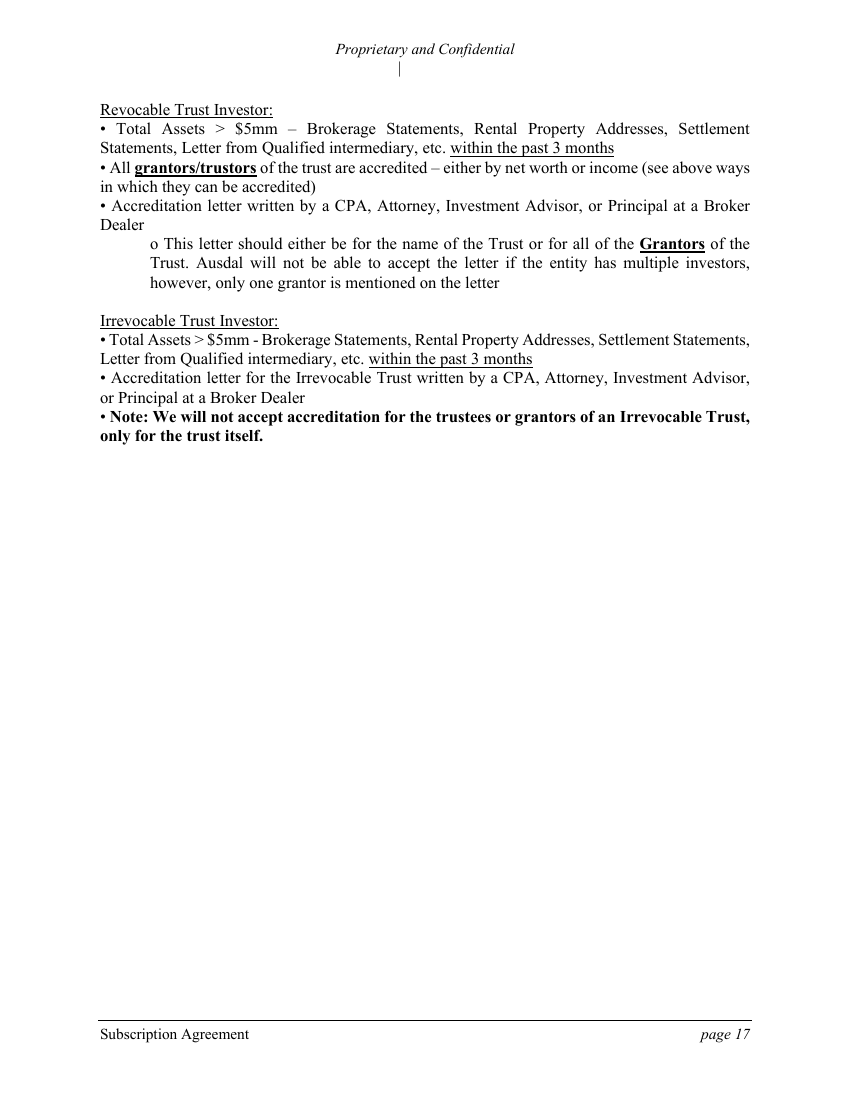 Proprietary and Confidential
|
Revocable Trust Investor:
• Total Assets > $5mm – Brokerage Statements, Rental Property Addresses, Settlement
Statements, Letter from Qualified intermediary, etc. within the past 3 months
• All grantors/trustors of the trust are accredited – either by net worth or income (see above ways
in which they can be accredited)
• Accreditation letter written by a CPA, Attorney, Investment Advisor, or Principal at a Broker
Dealer
o This letter should either be for the name of the Trust or for all of the Grantors of the
Trust. Ausdal will not be able to accept the letter if the entity has multiple investors,
however, only one grantor is mentioned on the letter
Irrevocable Trust Investor:
• Total Assets > $5mm - Brokerage Statements, Rental Property Addresses, Settlement Statements,
Letter from Qualified intermediary, etc. within the past 3 months
• Accreditation letter for the Irrevocable Trust written by a CPA, Attorney, Investment Advisor,
or Principal at a Broker Dealer
• Note: We will not accept accreditation for the trustees or grantors of an Irrevocable Trust,
only for the trust itself.
Subscription Agreement page 17